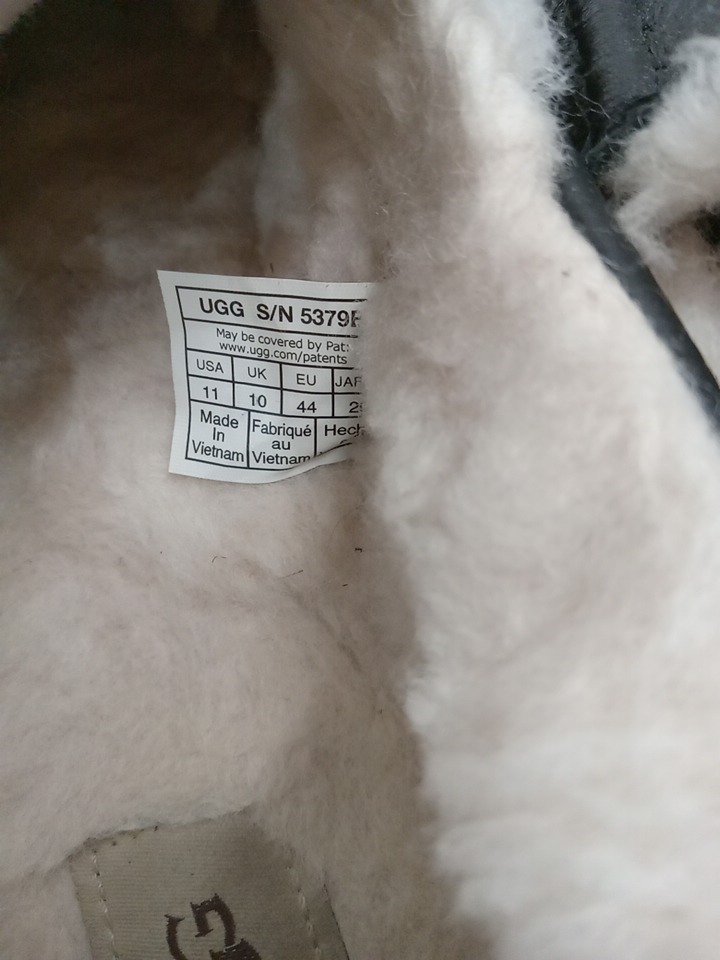 UGG S/N 5379
May be covered by Pat:
www.ugg.com/patents
USA UK EU
11 10 44
Made Fabriqué
In au
Vietnam Vietnam
G